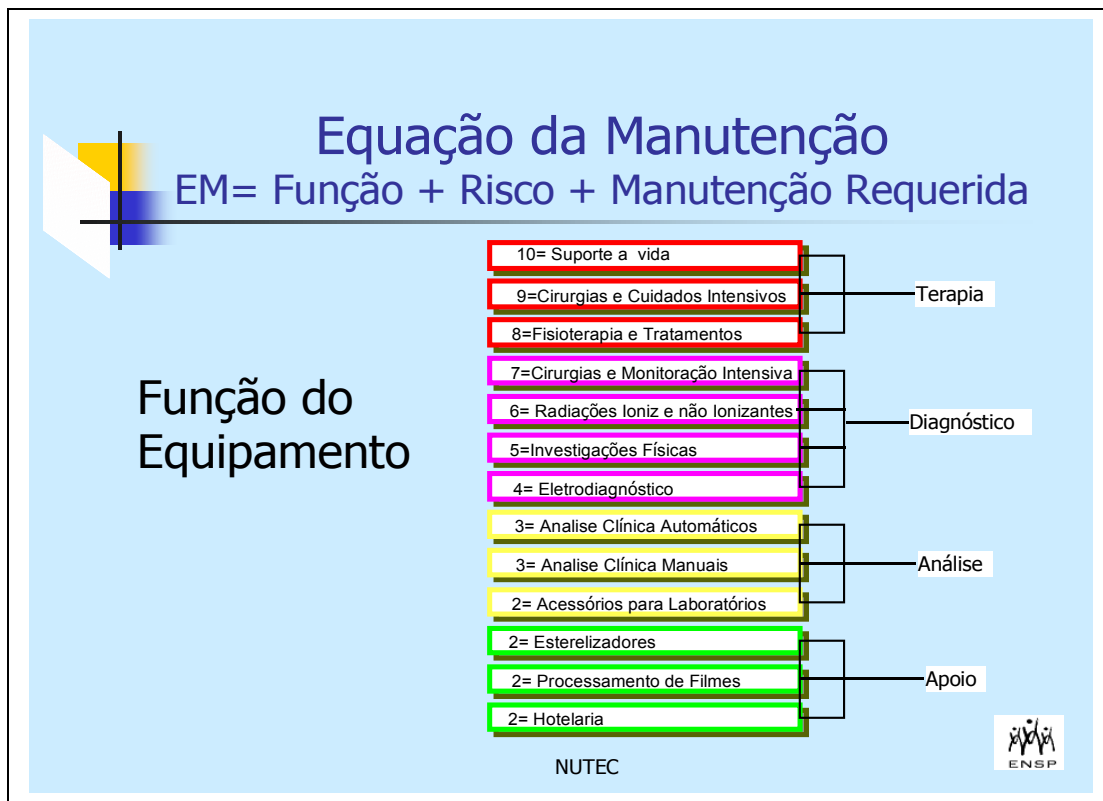 Equação da Manutenção
EM= Função + Risco + Manutenção Requerida
Função do
Equipamento
10= Suporte a vida
9=Cirurgias e Cuidados Intensivos
8=Fisioterapia e Tratamentos
Terapia
7=Cirurgias e Monitoração Intensiva
6= Radiações Ioniz e não Ionizantes
5=Investigações Físicas
4= Eletrodiagnóstico
Diagnóstico
3= Analise Clínica Automáticos
3= Analise Clínica Manuais
2= Acessórios para Laboratórios
Análise
2= Esterelizadores
2= Processamento de Filmes
2= Hotelaria
Apoio
NUTEC
ENSP